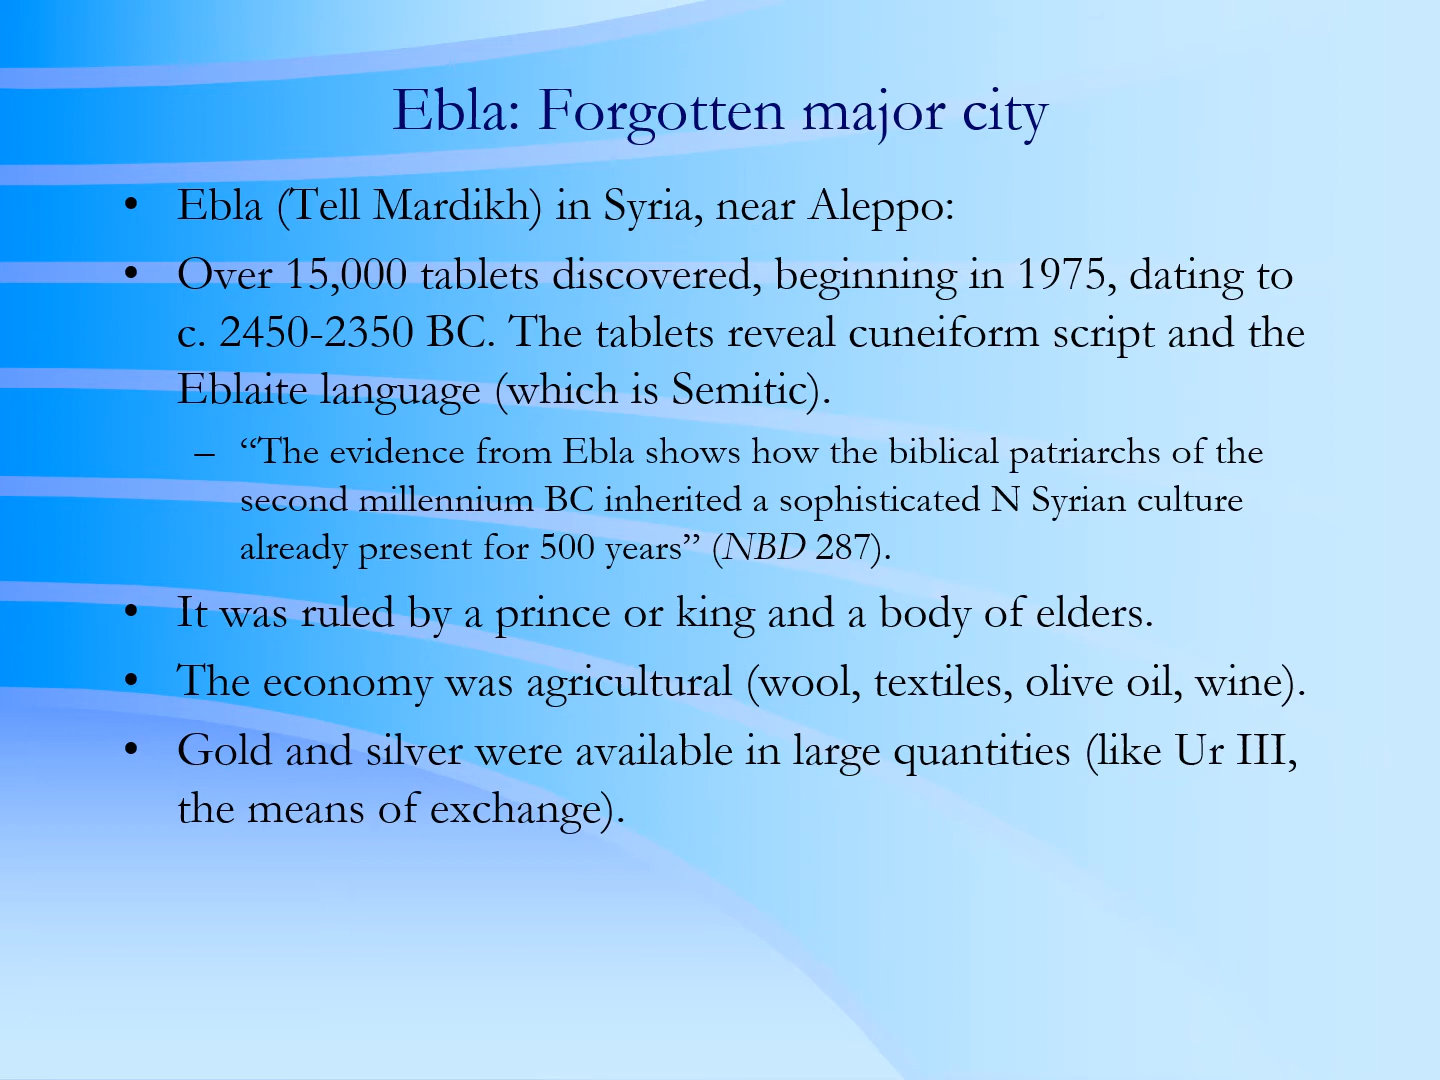 Ebla: Forgotten major city
• Ebla (Tell Mardikh) in Syria, near Aleppo:
• Over 15,000 tablets discovered, beginning in 1975, dating to
c. 2450-2350 BC. The tablets reveal cuneiform script and the
Eblaite language (which is Semitic).
– “The evidence from Ebla shows how the biblical patriarchs of the
second millennium BC inherited a sophisticated N Syrian culture
already present for 500 years” (NBD 287).
• It was ruled by a prince or king and a body of elders.
• The economy was agricultural (wool, textiles, olive oil, wine).
• Gold and silver were available in large quantities (like Ur III,
the means of exchange).